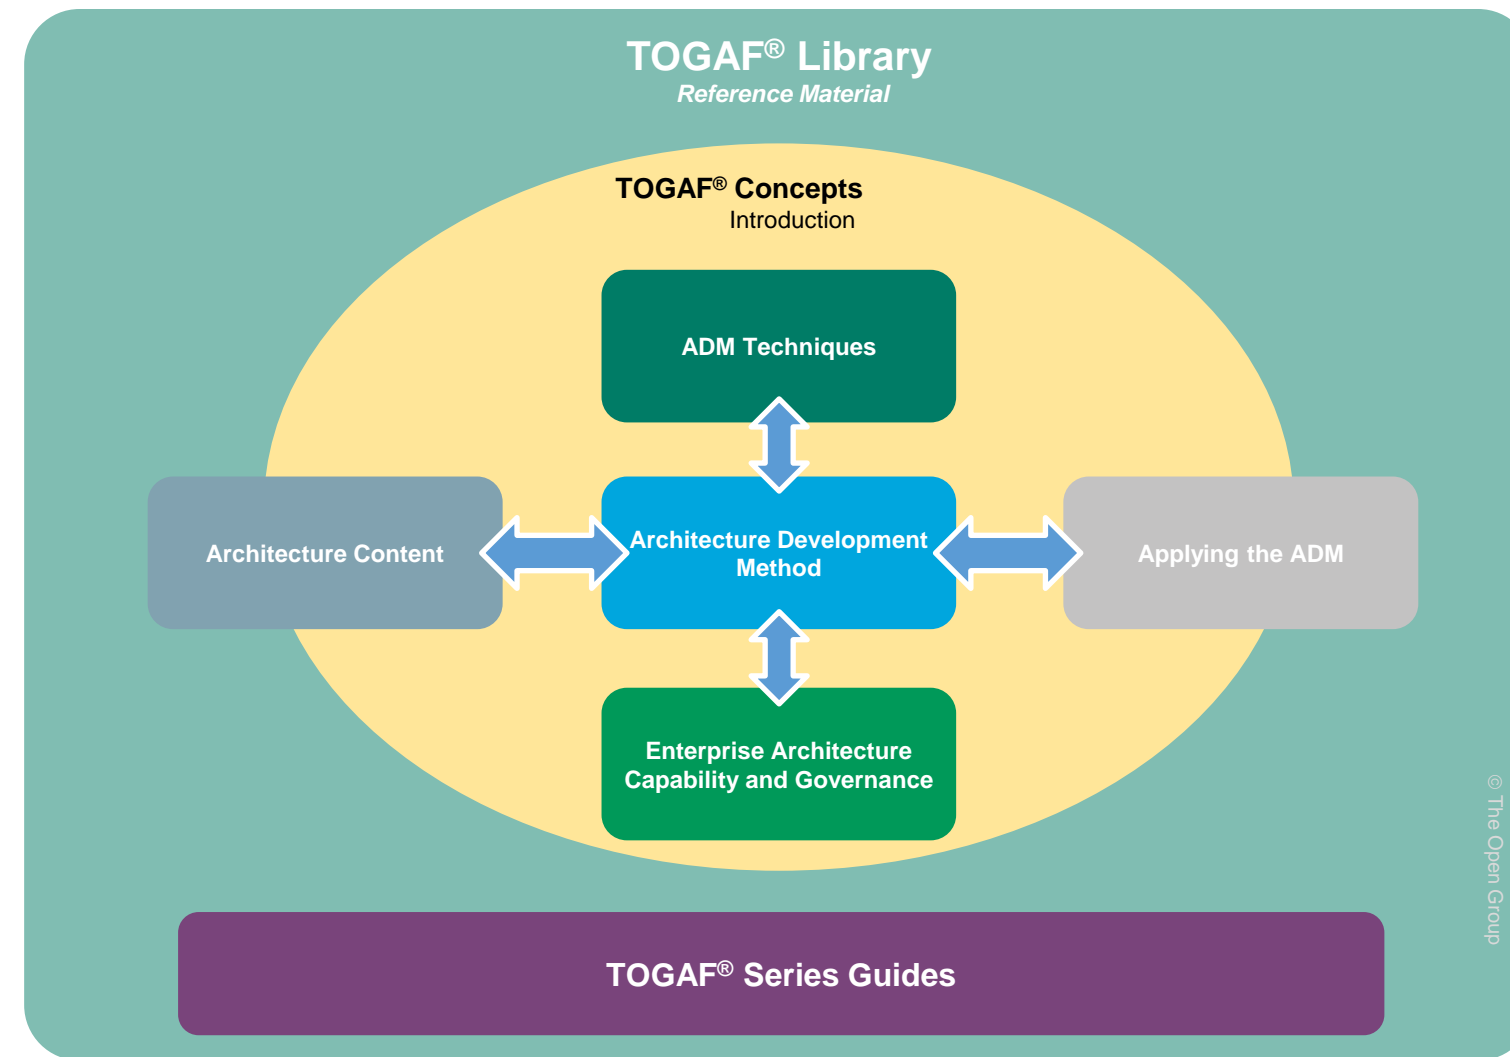 TOGAF® Library
Reference Material
TOGAF® Concepts
Introduction
ADM Techniques
Architecture Content
Architecture Development
Method
Applying the ADM
Enterprise Architecture
Capability and Governance
TOGAF® Series Guides
© The Open Group